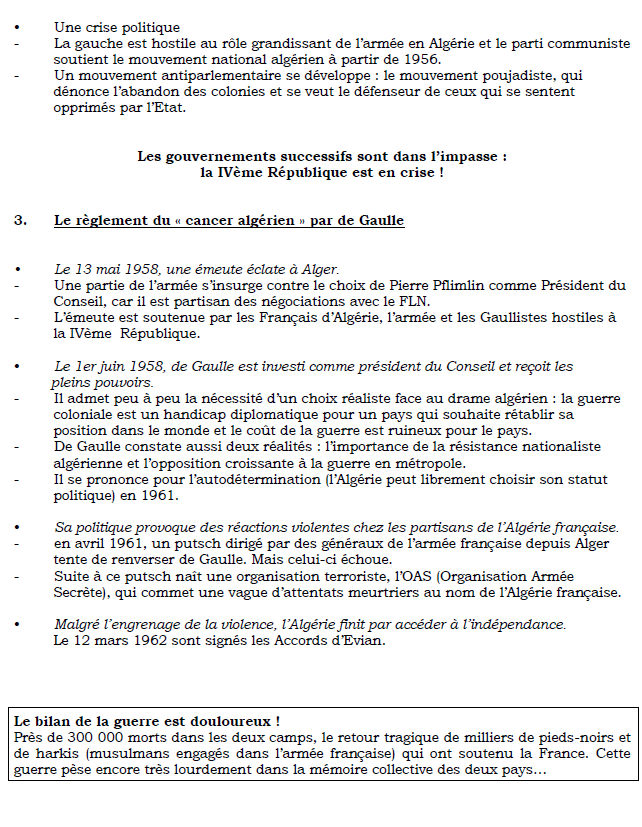 • Une crise politique
- La gauche est hostile au rôle grandissant de l'armée en Algérie et le parti communiste
soutient le mouvement national algérien à partir de 1956.
- Un mouvement antiparlementaire se développe : le mouvement poujadiste, qui
dénonce l'abandon des colonies et se veut le défenseur de ceux qui se sentent
opprimés par l'Etat.
Les gouvernements successifs sont dans l'impasse :
la IVème République est en crise !
3. Le règlement du « cancer algérien » par de Gaulle
• Le 13 mai 1958, une émeute éclate à Alger.
- Une partie de l'armée s'insurge contre le choix de Pierre Pflimlin comme Président du
Conseil, car il est partisan des négociations avec le FLN.
- L'émeute est soutenue par les Français d'Algérie, l'armée et les Gaullistes hostiles à
la IVème République.
• Le 1er juin 1958, de Gaulle est investi comme président du Conseil et reçoit les
pleins pouvoirs.
- Il admet peu à peu la nécessité d'un choix réaliste face au drame algérien : la guerre
coloniale est un handicap diplomatique pour un pays qui souhaite rétablir sa
position dans le monde et le coût de la guerre est ruineux pour le pays.
- De Gaulle constate aussi deux réalités : l'importance de la résistance nationaliste
algérienne et l'opposition croissante à la guerre en métropole.
- Il se prononce pour l'autodétermination (l'Algérie peut librement choisir son statut
politique) en 1961.
• Sa politique provoque des réactions violentes chez les partisans de l'Algérie française.
- en avril 1961, un putsch dirigé par des généraux de l'armée française depuis Alger
tente de renverser de Gaulle. Mais celui-ci échoue.
- Suite à ce putsch naît une organisation terroriste, l'OAS (Organisation Armée
Secrète), qui commet une vague d'attentats meurtriers au nom de l'Algérie française.
• Malgré l'engrenage de la violence, l'Algérie finit par accéder à l'indépendance.
Le 12 mars 1962 sont signés les Accords d'Evian.
Le bilan de la guerre est douloureux !
Près de 300 000 morts dans les deux camps, le retour tragique de milliers de pieds-noirs et
de harkis (musulmans engagés dans l'armée française) qui ont soutenu la France. Cette
guerre pèse encore très lourdement dans la mémoire collective des deux pays…